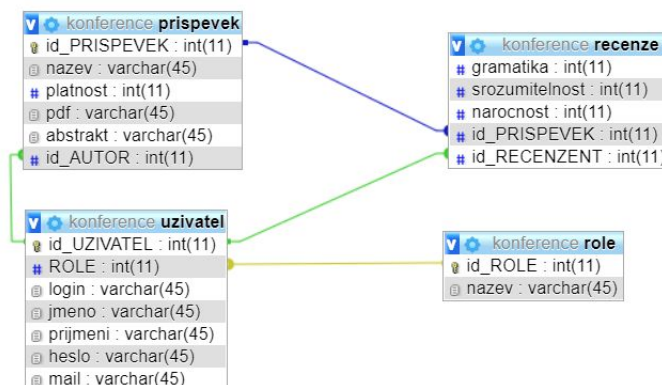 konference prispevek
id_PRISPEVEK : int(11)
nazev : varchar(45)
# platnost : int(11)
pdf : varchar(45)
abstrakt : varchar(45)
# id_AUTOR : int(11)
konference recenze
# gramatika : int(11)
# srozumitelnost : int(11)
# narocnost : int(11)
# id_PRISPEVEK : int(11)
# id_RECENZENT : int(11)
konference uzivatel
id_UZIVATEL : int(11)
# ROLE : int(11)
login : varchar(45)
jmeno : varchar(45)
prijmeni : varchar(45)
heslo : varchar(45)
mail : varchar(45)
konference role
id_ROLE : int(11)
nazev : varchar(45)